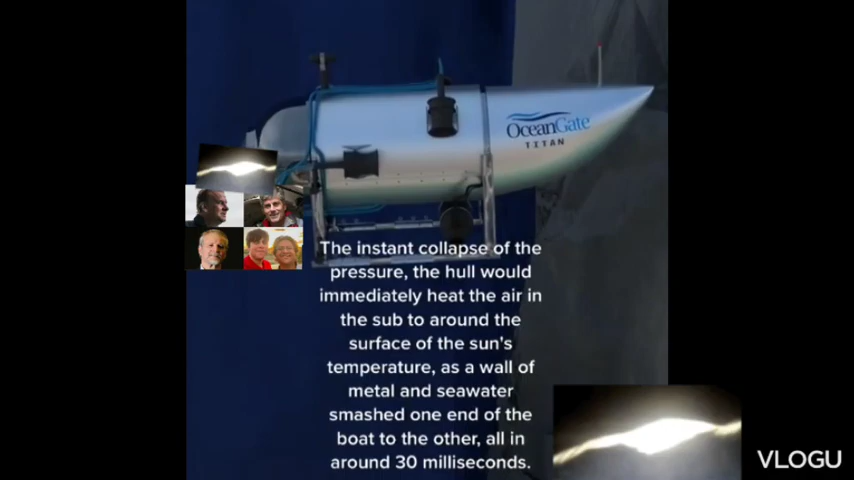 OceanGate
TITAN
The instant collapse of the
pressure, the hull would
immediately heat the air in
the sub to around the
surface of the sun's
temperature, as a wall of
metal and seawater
smashed one end of the
boat to the other, all in
around 30 milliseconds.
VLOGU